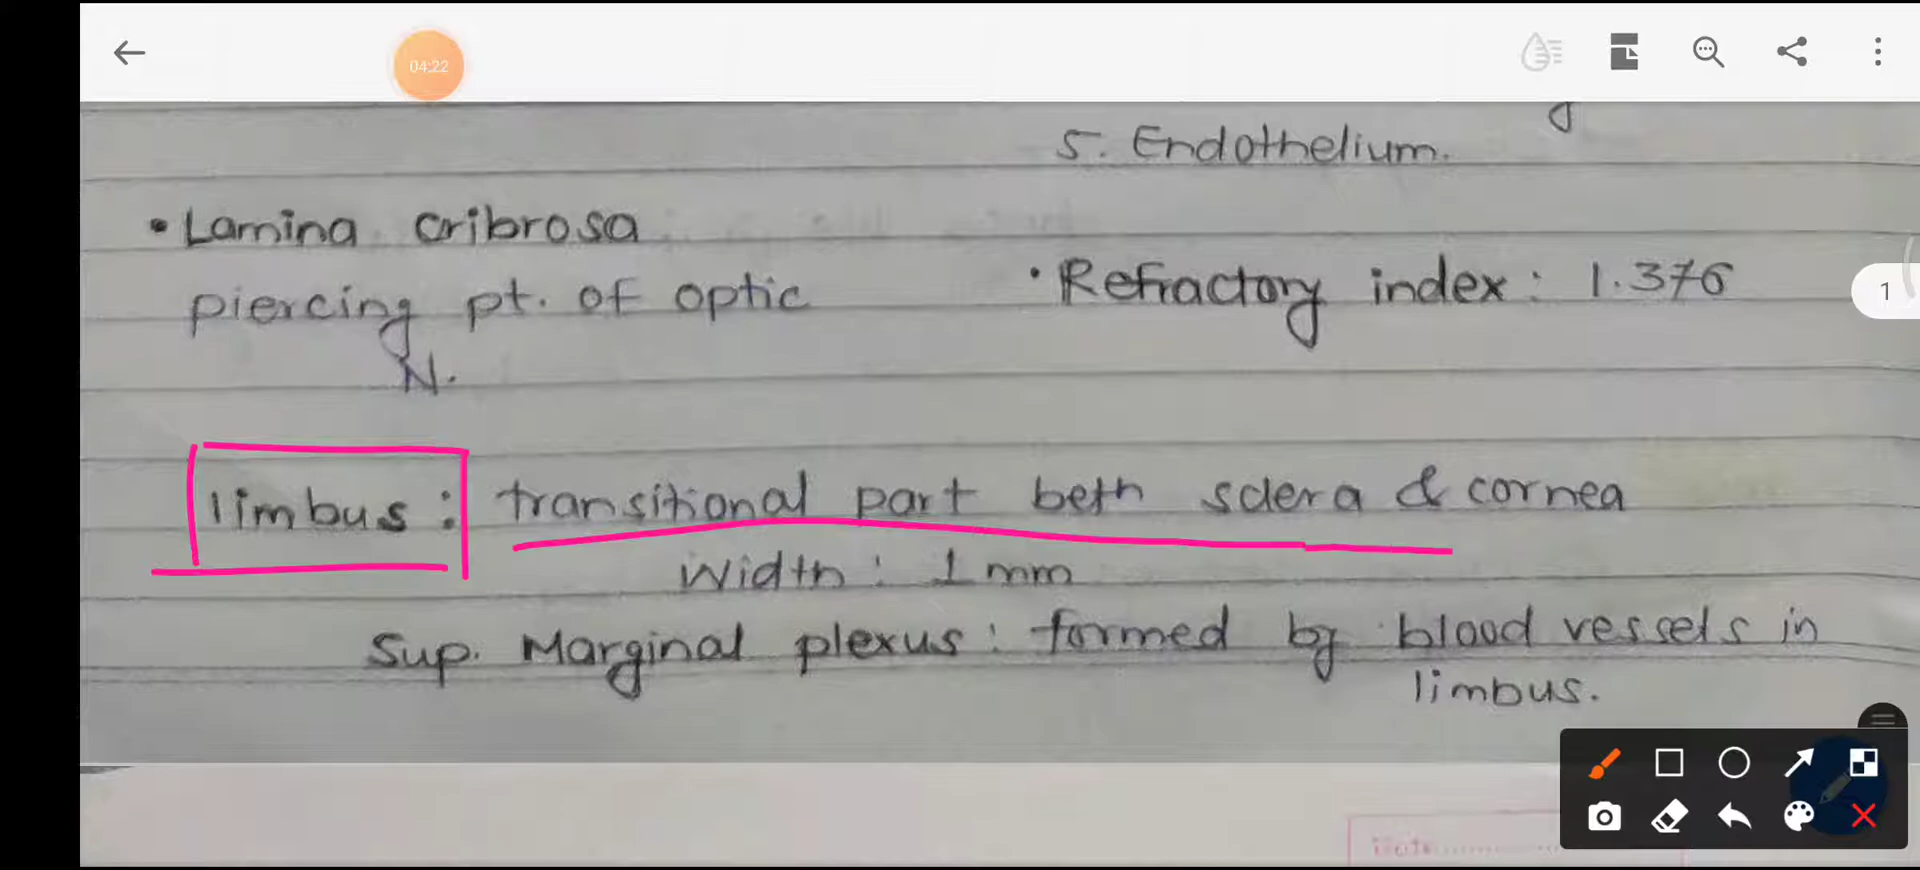 04:22
5. Endothelium.
• Lamina cribrosa
piercing pt. of optic
N.
• Refractory index: 1.376
1
limbus: transitional part betn sclera & cornea
Width: 1 mm
Sup. Marginal plexus: formed by blood vessels in
limbus.